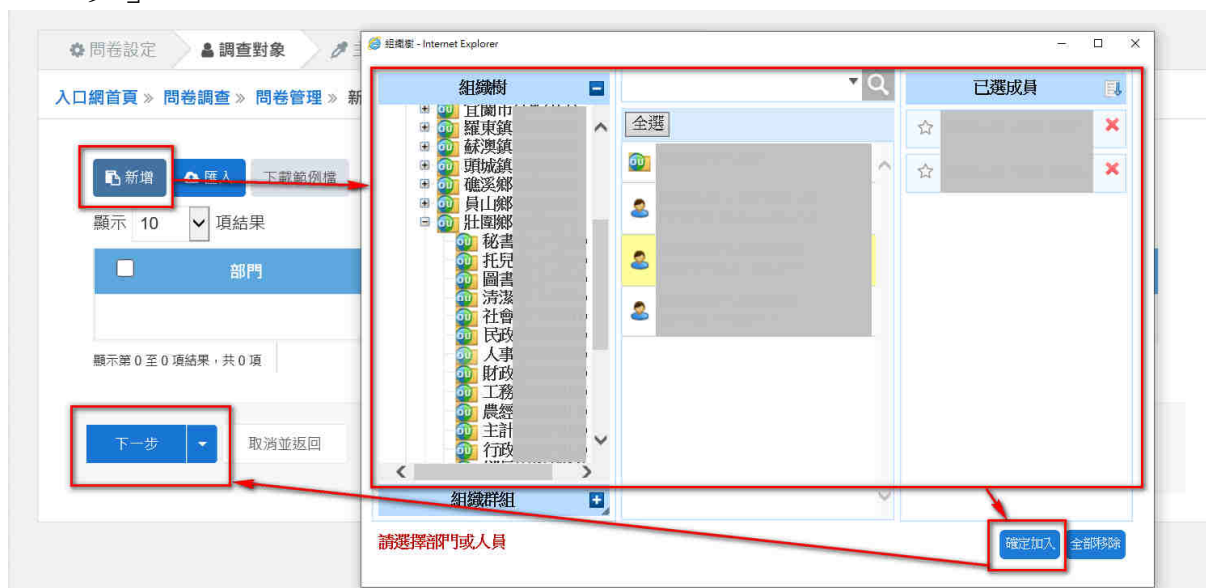 」
問卷設定 調查對象
入口網首頁 » 問卷調查 » 問卷管理 » 新
新增 匯入 下載範例檔
顯示 10 項結果
部門
顯示第 0 至 0 項結果,共 0 項
下一步 取消並返回
組織樹 - Internet Explorer
組織樹
宜蘭市
羅東鎮
蘇澳鎮
頭城鎮
礁溪鄉
員山鄉
壯圍鄉
秘書
托兒
圖書
清潔
社會
民政
人事
財政
工務
農經
主計
行政
組織群組
全選
已選成員
請選擇部門或人員
確定加入 全部移除